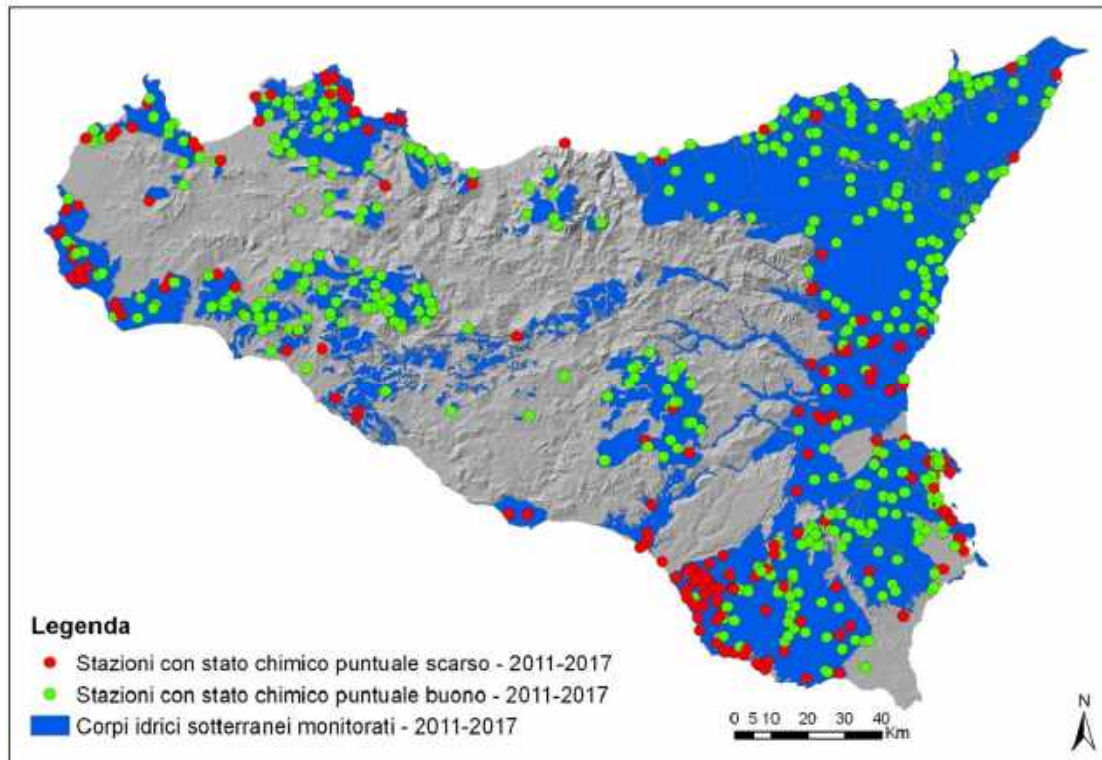 Legenda
Stazioni con stato chimico puntuale scarso - 2011-2017
Stazioni con stato chimico puntuale buono - 2011-2017
Corpi idrici sotterranei monitorati - 2011-2017
0 5 10 20 30 40
Km
N